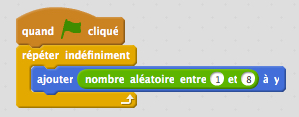 quand cliqué
répéter indéfiniment
ajouter nombre aléatoire entre 1 et 8 à y